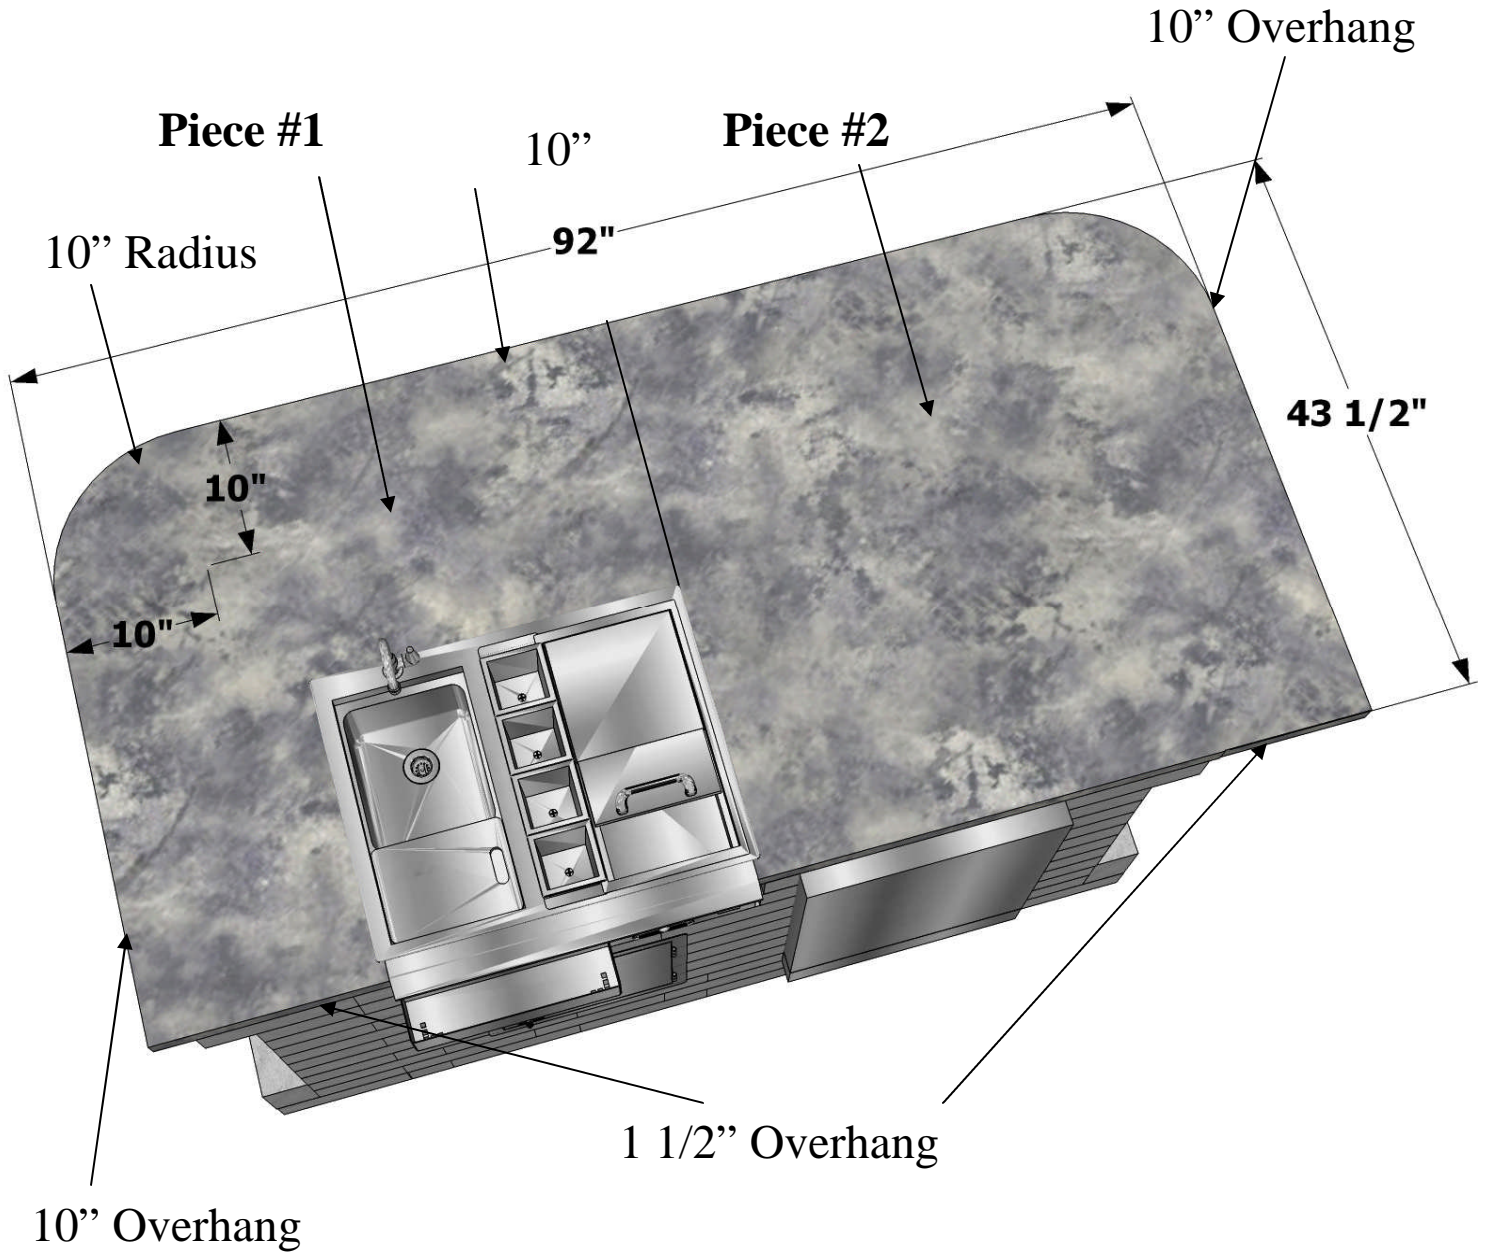 10” Overhang
Piece #1
10”
Piece #2
92"
10” Radius
43 1/2"
10"
10"
1 1/2” Overhang
10” Overhang